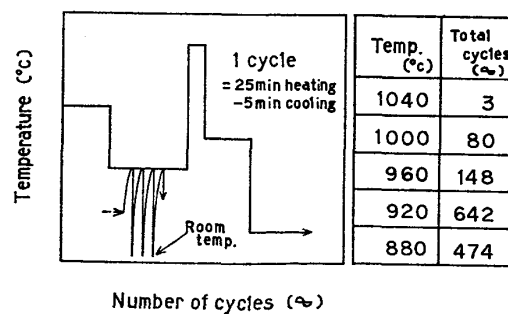 Temperature (°C)
1 cycle
= 25min heating
-5min cooling
Room
temp.
Number of cycles (∾)
Temp. (°C) Total cycles (∾)
1040 3
1000 80
960 148
920 642
880 474